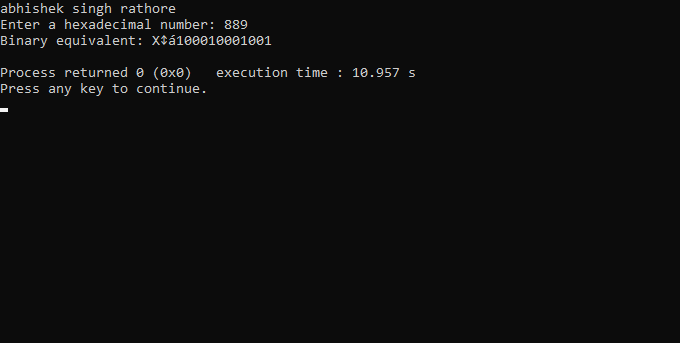 abhishek singh rathore
Enter a hexadecimal number: 889
Binary equivalent: X↕á100010001001
Process returned 0 (0x0)   execution time : 10.957 s
Press any key to continue.